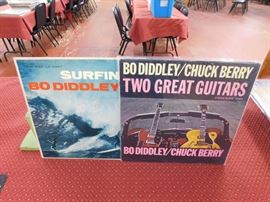 SURFIN
BO DIDDLEY
BO DIDDLEY/CHUCK BERRY
TWO GREAT GUITARS
BO DIDDLEY/CHUCK BERRY